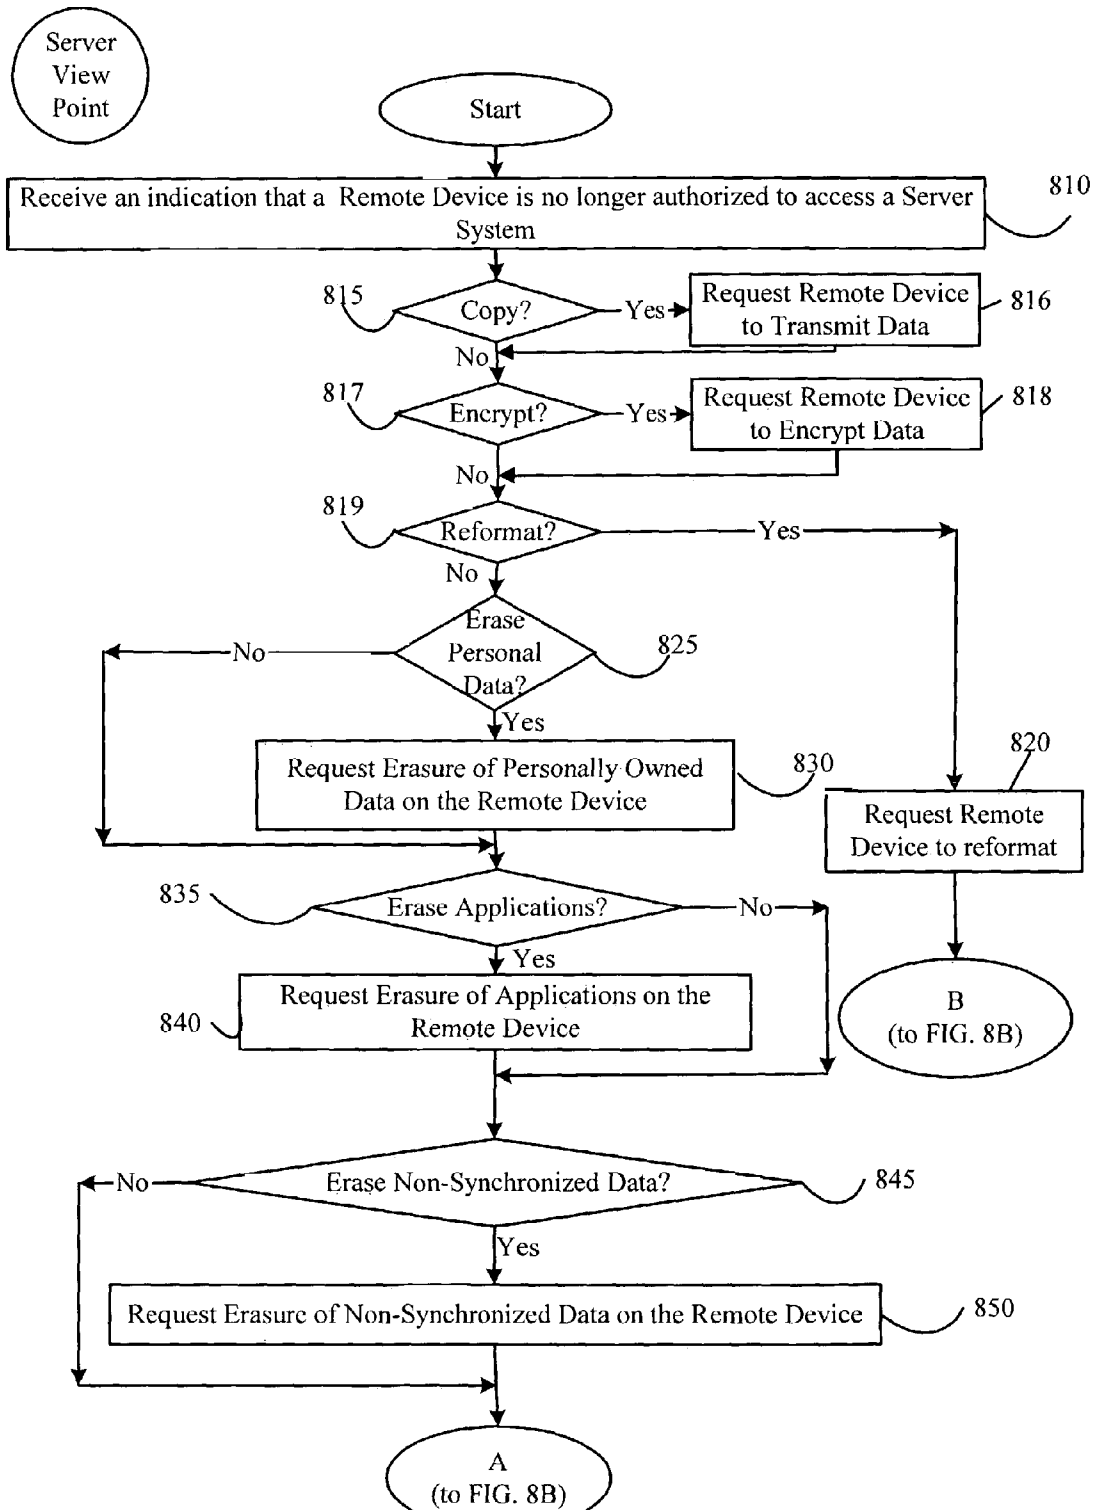 Server
View
Point
Start
Receive an indication that a Remote Device is no longer authorized to access a Server
System
810
815
Copy?
Yes
Request Remote Device
to Transmit Data
816
No
817
Encrypt?
Yes
Request Remote Device
to Encrypt Data
818
No
819
Reformat?
Yes
No
Erase
Personal
Data?
825
No
Yes
Request Erasure of Personally Owned
Data on the Remote Device
830
820
Request Remote
Device to reformat
835
Erase Applications?
No
Yes
Request Erasure of Applications on the
Remote Device
840
B
(to FIG. 8B)
No
Erase Non-Synchronized Data?
845
Yes
Request Erasure of Non-Synchronized Data on the Remote Device
850
A
(to FIG. 8B)